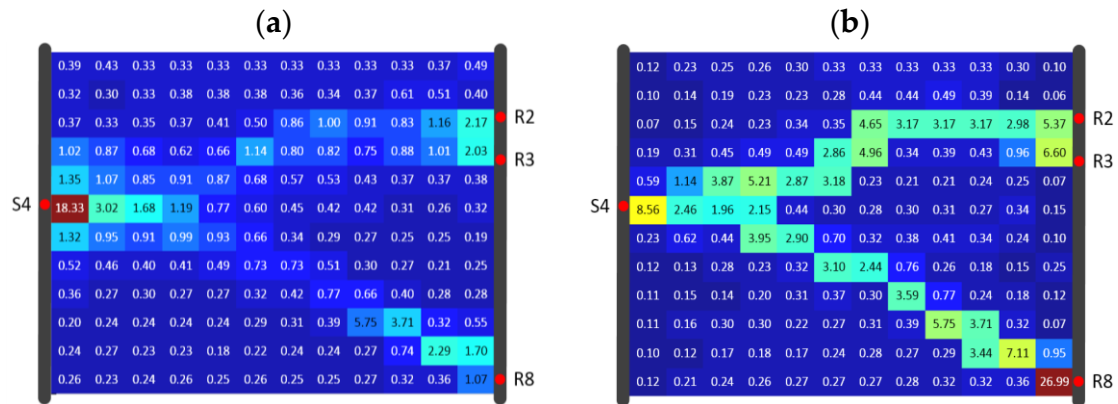 (a) (b)
0.39 0.43 0.33 0.33 0.33 0.33 0.33 0.33 0.33 0.37 0.49
0.32 0.30 0.33 0.38 0.38 0.38 0.36 0.34 0.37 0.61 0.51 0.40
0.37 0.33 0.35 0.37 0.41 0.50 0.86 1.00 0.91 0.83 1.16 2.17 R2
1.02 0.87 0.68 0.62 0.66 1.14 0.80 0.82 0.75 0.88 1.01 2.03 R3
1.35 1.07 0.85 0.91 0.87 0.68 0.57 0.53 0.43 0.37 0.37 0.38
S4 18.33 3.02 1.68 1.19 0.77 0.60 0.45 0.42 0.42 0.31 0.26 0.32
1.32 0.95 0.91 0.99 0.93 0.66 0.34 0.29 0.27 0.25 0.25 0.19
0.52 0.46 0.40 0.41 0.49 0.73 0.73 0.51 0.30 0.27 0.21 0.25
0.36 0.27 0.30 0.27 0.27 0.32 0.42 0.77 0.66 0.40 0.28 0.28
0.20 0.24 0.24 0.24 0.24 0.29 0.31 0.39 5.75 3.71 0.32 0.55
0.24 0.27 0.23 0.23 0.18 0.22 0.24 0.24 0.27 0.74 2.29 1.70
0.26 0.23 0.24 0.26 0.25 0.26 0.25 0.25 0.27 0.32 0.36 1.07 R8
0.12 0.23 0.25 0.26 0.30 0.33 0.33 0.33 0.33 0.33 0.30 0.10
0.10 0.14 0.19 0.23 0.23 0.28 0.44 0.44 0.49 0.39 0.14 0.06
0.07 0.15 0.24 0.23 0.34 0.35 4.65 3.17 3.17 3.17 2.98 5.37 R2
0.19 0.31 0.45 0.49 0.49 2.86 4.96 0.34 0.39 0.43 0.96 6.60 R3
0.59 1.14 3.87 5.21 2.87 3.18 0.23 0.21 0.21 0.24 0.25 0.07
S4 8.56 2.46 1.96 2.15 0.44 0.30 0.28 0.30 0.31 0.27 0.34 0.15
0.23 0.62 0.44 3.95 2.90 0.70 0.32 0.38 0.41 0.34 0.24 0.10
0.12 0.13 0.28 0.23 0.32 3.10 2.44 0.76 0.26 0.18 0.15 0.25
0.11 0.15 0.14 0.20 0.31 0.37 0.30 3.59 0.77 0.24 0.18 0.12
0.11 0.16 0.30 0.30 0.22 0.27 0.31 0.39 5.75 3.71 0.32 0.07
0.10 0.12 0.17 0.18 0.17 0.24 0.28 0.27 0.29 3.44 7.11 0.95
0.12 0.21 0.24 0.26 0.27 0.27 0.27 0.28 0.32 0.32 0.36 26.99 R8